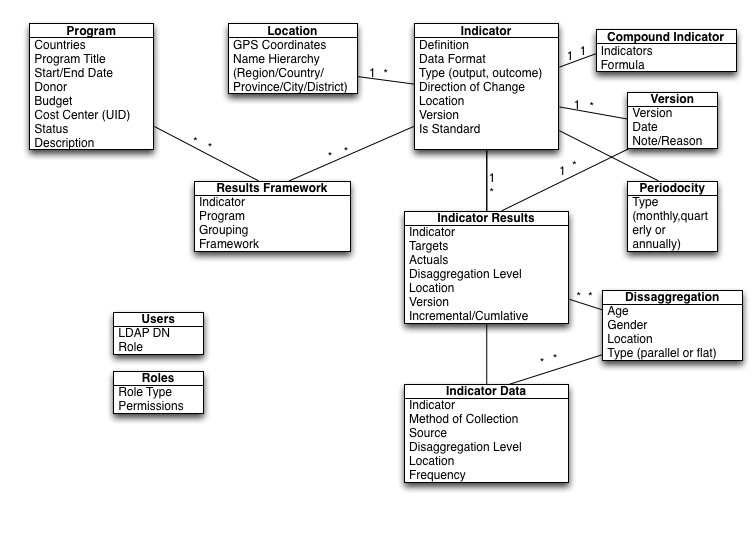 Program
Countries
Program Title
Start/End Date
Donor
Budget
Cost Center (UID)
Status
Description
Location
GPS Coordinates
Name Hierarchy
(Region/Country/
Province/City/District)
1 *
Indicator
Definition
Data Format
Type (output, outcome)
Direction of Change
Location
Version
Is Standard
1 1
Compound Indicator
Indicators
Formula
1 *
Version
Version
Date
Note/Reason
* *
* *
Results Framework
Indicator
Program
Grouping
Framework
1
*
1 *
Periodocity
Type
(monthly,quart
erly or
annually)
Indicator Results
Indicator
Targets
Actuals
Disaggregation Level
Location
Version
Incremental/Cumlative
* *
Dissaggregation
Age
Gender
Location
Type (parallel or flat)
* *
Users
LDAP DN
Role
Roles
Role Type
Permissions
Indicator Data
Indicator
Method of Collection
Source
Disaggregation Level
Location
Frequency